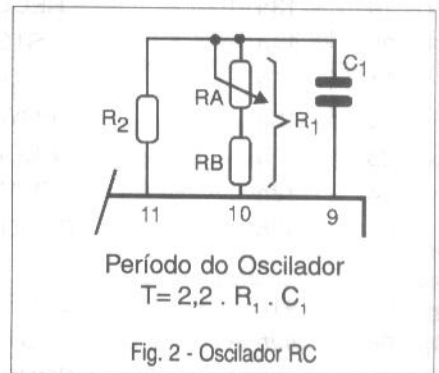 C1
RA
R2
R1
RB
11 10 9
Período do Oscilador
T= 2,2 . R1 . C1
Fig. 2 - Oscilador RC